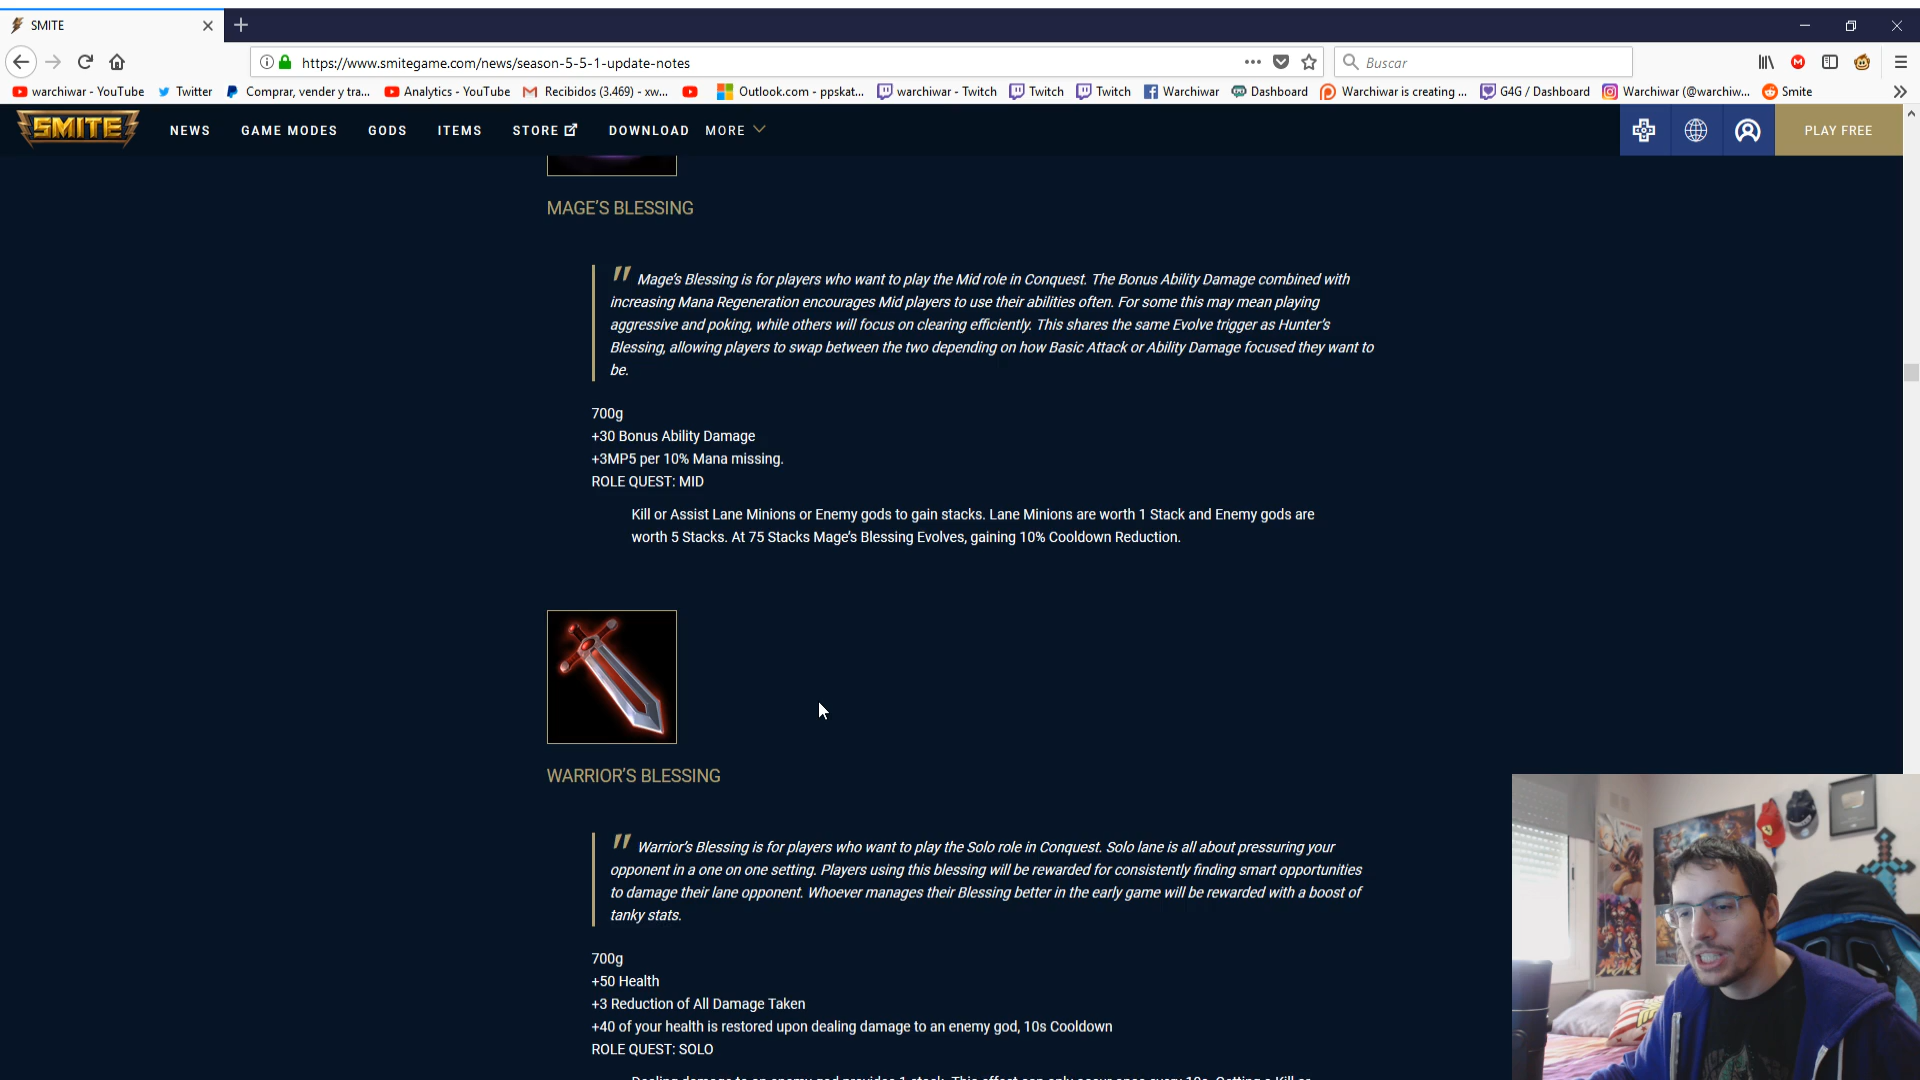 SMITE
https://www.smitegame.com/news/season-5-5-1-update-notes
Buscar
warchiwar - YouTube
Twitter
Comprar, vender y tra...
Analytics - YouTube
Recibidos (3.469) - xw...
Outlook.com - ppskat...
warchiwar - Twitch
Twitch
Twitch
Warchiwar
Dashboard
Warchiwar is creating ...
G4G / Dashboard
Warchiwar (@warchiw...
Smite
SMITE
NEWS
GAME MODES
GODS
ITEMS
STORE
DOWNLOAD
MORE
PLAY FREE
MAGE'S BLESSING
" Mage's Blessing is for players who want to play the Mid role in Conquest. The Bonus Ability Damage combined with
increasing Mana Regeneration encourages Mid players to use their abilities often. For some this may mean playing
aggressive and poking, while others will focus on clearing efficiently. This shares the same Evolve trigger as Hunter's
Blessing, allowing players to swap between the two depending on how Basic Attack or Ability Damage focused they want to
be.
700g
+30 Bonus Ability Damage
+3MP5 per 10% Mana missing.
ROLE QUEST: MID
Kill or Assist Lane Minions or Enemy gods to gain stacks. Lane Minions are worth 1 Stack and Enemy gods are
worth 5 Stacks. At 75 Stacks Mage's Blessing Evolves, gaining 10% Cooldown Reduction.
WARRIOR'S BLESSING
" Warrior's Blessing is for players who want to play the Solo role in Conquest. Solo lane is all about pressuring your
opponent in a one on one setting. Players using this blessing will be rewarded for consistently finding smart opportunities
to damage their lane opponent. Whoever manages their Blessing better in the early game will be rewarded with a boost of
tanky stats.
700g
+50 Health
+3 Reduction of All Damage Taken
+40 of your health is restored upon dealing damage to an enemy god, 10s Cooldown
ROLE QUEST: SOLO